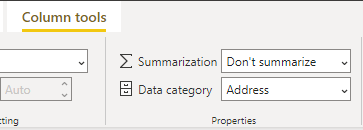 Column tools
Summarization Don't summarize
Auto
Data category Address
tting
Properties